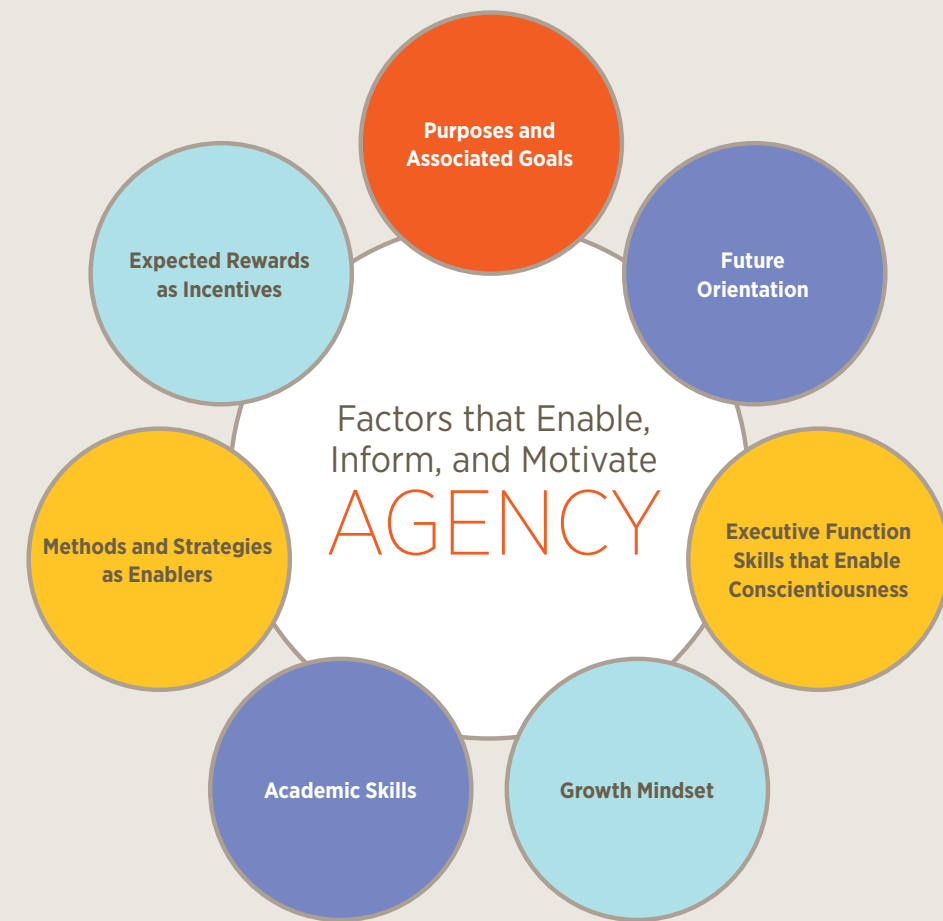 Purposes and
Associated Goals
Future
Orientation
Executive Function
Skills that Enable
Conscientiousness
Growth Mindset
Academic Skills
Methods and Strategies
as Enablers
Expected Rewards
as Incentives
Factors that Enable,
Inform, and Motivate
AGENCY